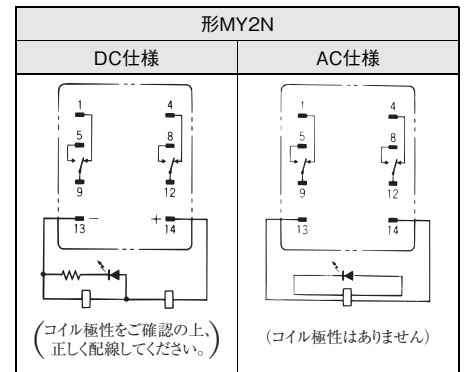 形MY2N
DC仕様
AC仕様
1 4
5 8
9 12
13 − + 14
(コイル極性をご確認の上、
正しく配線してください。)
1 4
5 8
9 12
13 14
(コイル極性はありません)